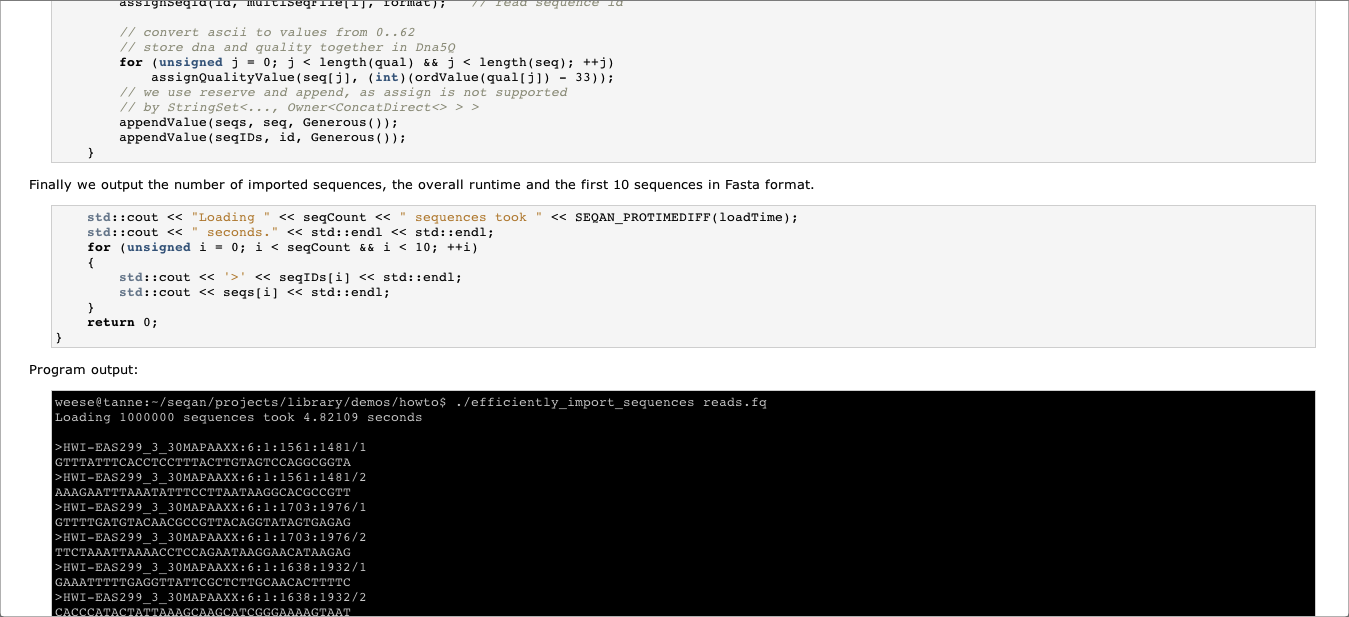 assignSeqId(id, multiSeqFile[i], format);   // read sequence id
// convert ascii to values from 0..62
// store dna and quality together in Dna5Q
for (unsigned j = 0; j < length(qual) && j < length(seq); ++j)
assignQualityValue(seq[j], (int)(ordValue(qual[j]) - 33));
// we use reserve and append, as assign is not supported
// by StringSet<..., Owner<ConcatDirect<> > >
appendValue(seqs, seq, Generous());
appendValue(seqIDs, id, Generous());
}
Finally we output the number of imported sequences, the overall runtime and the first 10 sequences in Fasta format.
std::cout << "Loading " << seqCount << " sequences took " << SEQAN_PROTIMEDIFF(loadTime);
std::cout << " seconds." << std::endl << std::endl;
for (unsigned i = 0; i < seqCount && i < 10; ++i)
{
std::cout << '>' << seqIDs[i] << std::endl;
std::cout << seqs[i] << std::endl;
}
return 0;
}
Program output:
weese@tanne:~/seqan/projects/library/demos/howto$ ./efficiently_import_sequences reads.fq
Loading 1000000 sequences took 4.82109 seconds
>HWI-EAS299_3_30MAPAAXX:6:1:1561:1481/1
GTTTATTTCACCTCCTTTACTTGTAGTCCAGGCGGTA
>HWI-EAS299_3_30MAPAAXX:6:1:1561:1481/2
AAAGAATTTAAATATTTCCTTAATAAGGCACGCCGTT
>HWI-EAS299_3_30MAPAAXX:6:1:1703:1976/1
GTTTTGATGTACAACGCCGTTACAGGTATAGTGAGAG
>HWI-EAS299_3_30MAPAAXX:6:1:1703:1976/2
TTCTAAATTAAAACCTCCAGAATAAGGAACATAAGAG
>HWI-EAS299_3_30MAPAAXX:6:1:1638:1932/1
GAAATTTTTGAGGTTATTCGCTCTTGCAACACTTTTC
>HWI-EAS299_3_30MAPAAXX:6:1:1638:1932/2
CACCCATACTATTAAAGCAAGCATCGGGAAAAGTAAT